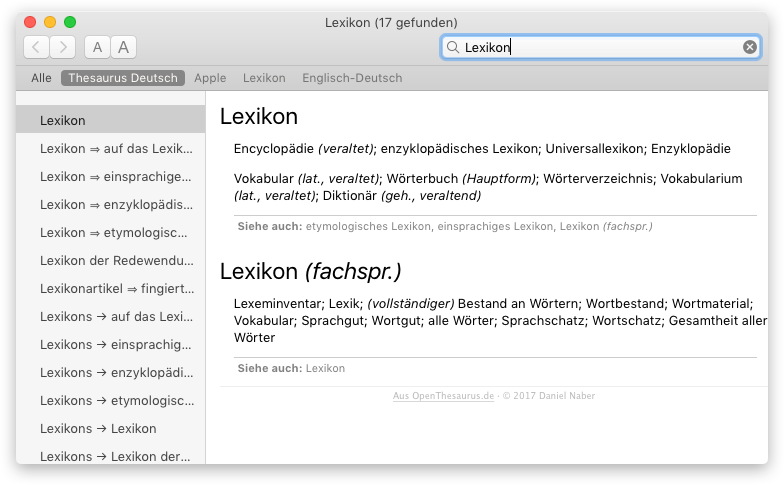 Lexikon (17 gefunden)
A A
Lexikon
Alle Thesaurus Deutsch Apple Lexikon Englisch-Deutsch
Lexikon
Lexikon ⇒ auf das Lexik...
Lexikon ⇒ einsprachige...
Lexikon ⇒ enzyklopädis...
Lexikon ⇒ etymologisc...
Lexikon der Redewendu...
Lexikonartikel ⇒ fingiert...
Lexikons → auf das Lexi...
Lexikons → einsprachig...
Lexikons → enzyklopädi...
Lexikons → etymologisc...
Lexikons → Lexikon
Lexikons → Lexikon der...
Lexikon
Encyclopädie (veraltet); enzyklopädisches Lexikon; Universallexikon; Enzyklopädie
Vokabular (lat., veraltet); Wörterbuch (Hauptform); Wörterverzeichnis; Vokabularium
(lat., veraltet); Diktionär (geh., veraltend)
Siehe auch: etymologisches Lexikon, einsprachiges Lexikon, Lexikon (fachspr.)
Lexikon (fachspr.)
Lexeminventar; Lexik; (vollständiger) Bestand an Wörtern; Wortbestand; Wortmaterial;
Vokabular; Sprachgut; Wortgut; alle Wörter; Sprachschatz; Wortschatz; Gesamtheit aller
Wörter
Siehe auch: Lexikon
Aus OpenThesaurus.de · © 2017 Daniel Naber